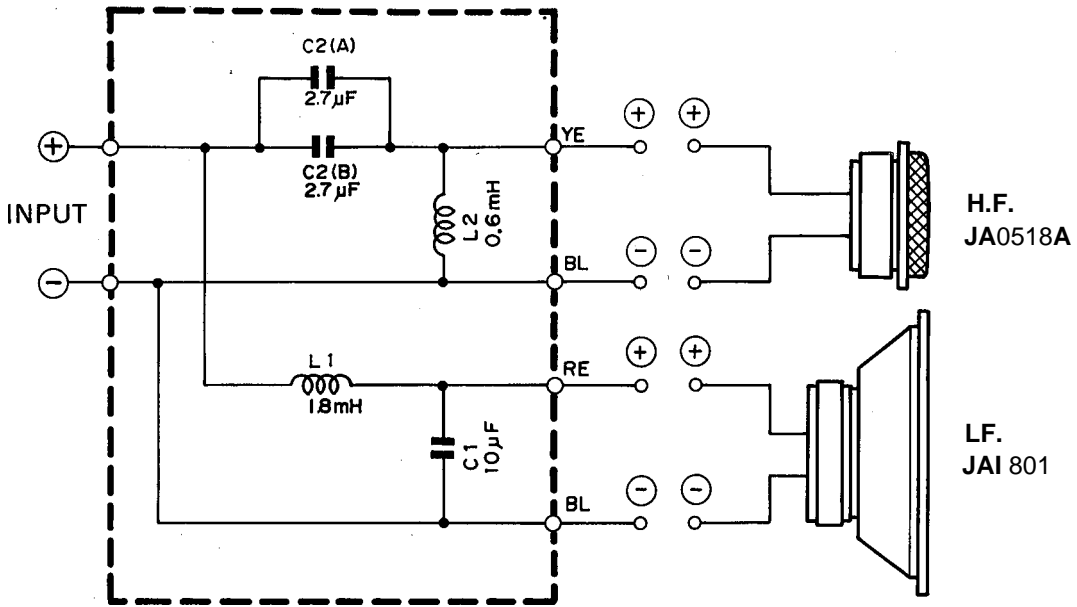 C2(A)
2.7µF
C2(B)
2.7µF
YE
⊕ ⊕
⊕
INPUT
L2
0.6mH
H.F.
JA0518A
⊖
BL
⊖ ⊖
L1
1.8mH
RE
⊕ ⊕
C1
10µF
LF.
JAI 801
BL
⊖ ⊖